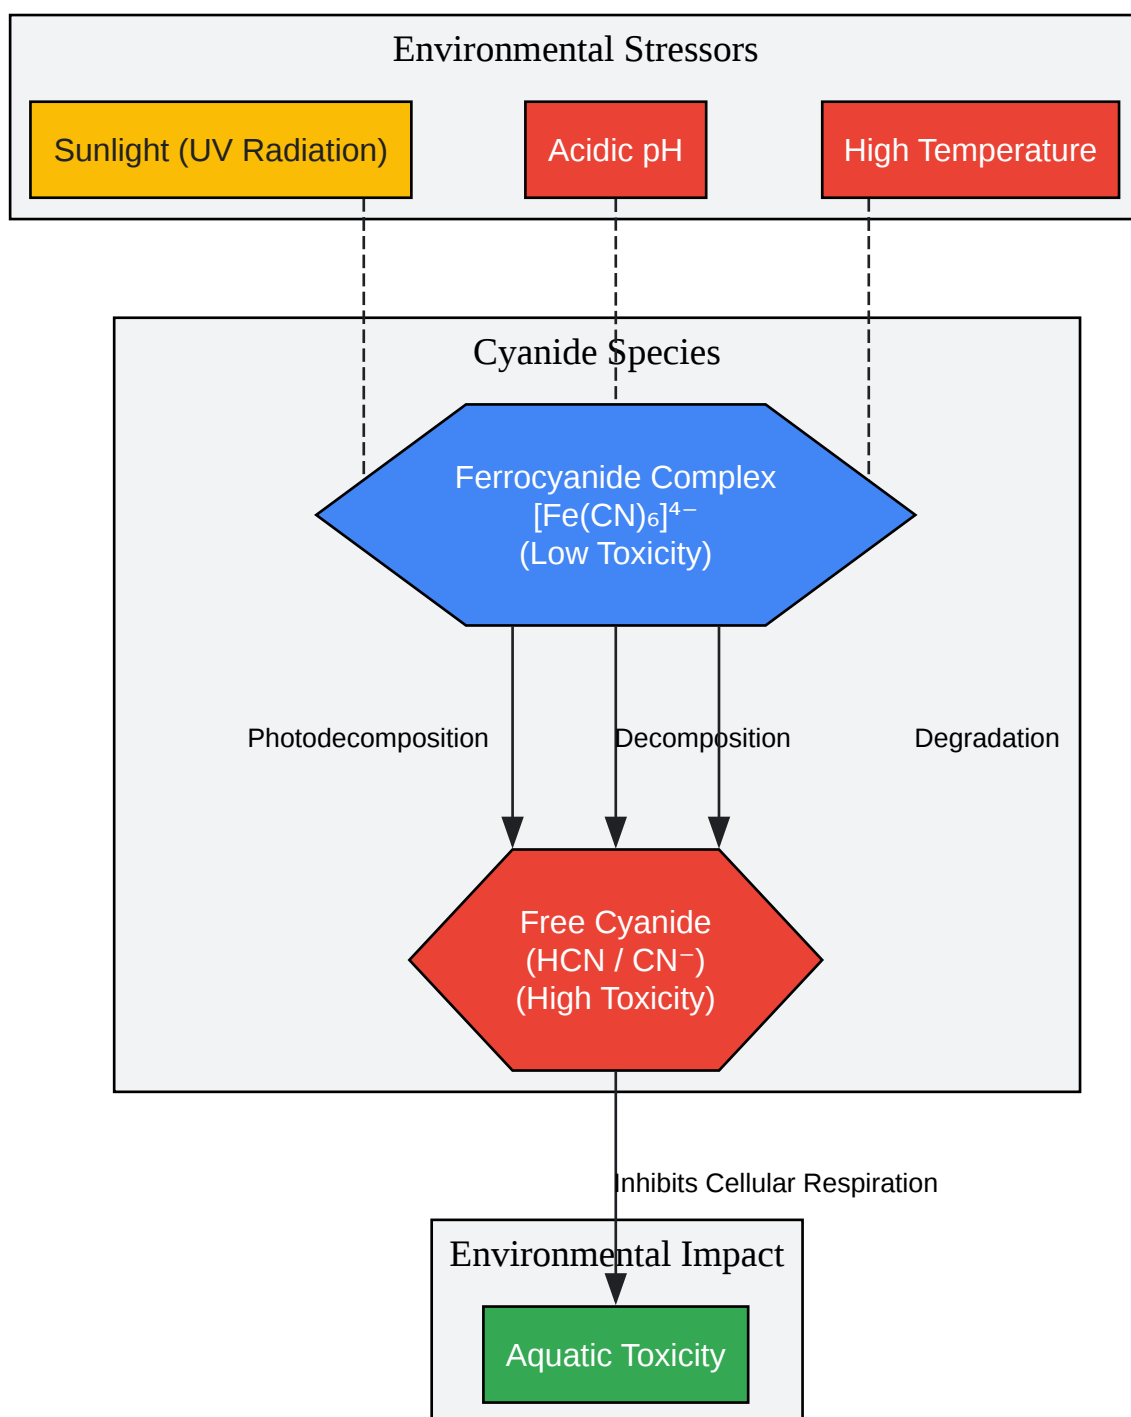 Environmental Stressors
Sunlight (UV Radiation)
Acidic pH
High Temperature
Cyanide Species
Ferrocyanide Complex
[Fe(CN)₆]⁴⁻
(Low Toxicity)
Photodecomposition
Decomposition
Degradation
Free Cyanide
(HCN / CN⁻)
(High Toxicity)
Inhibits Cellular Respiration
Environmental Impact
Aquatic Toxicity